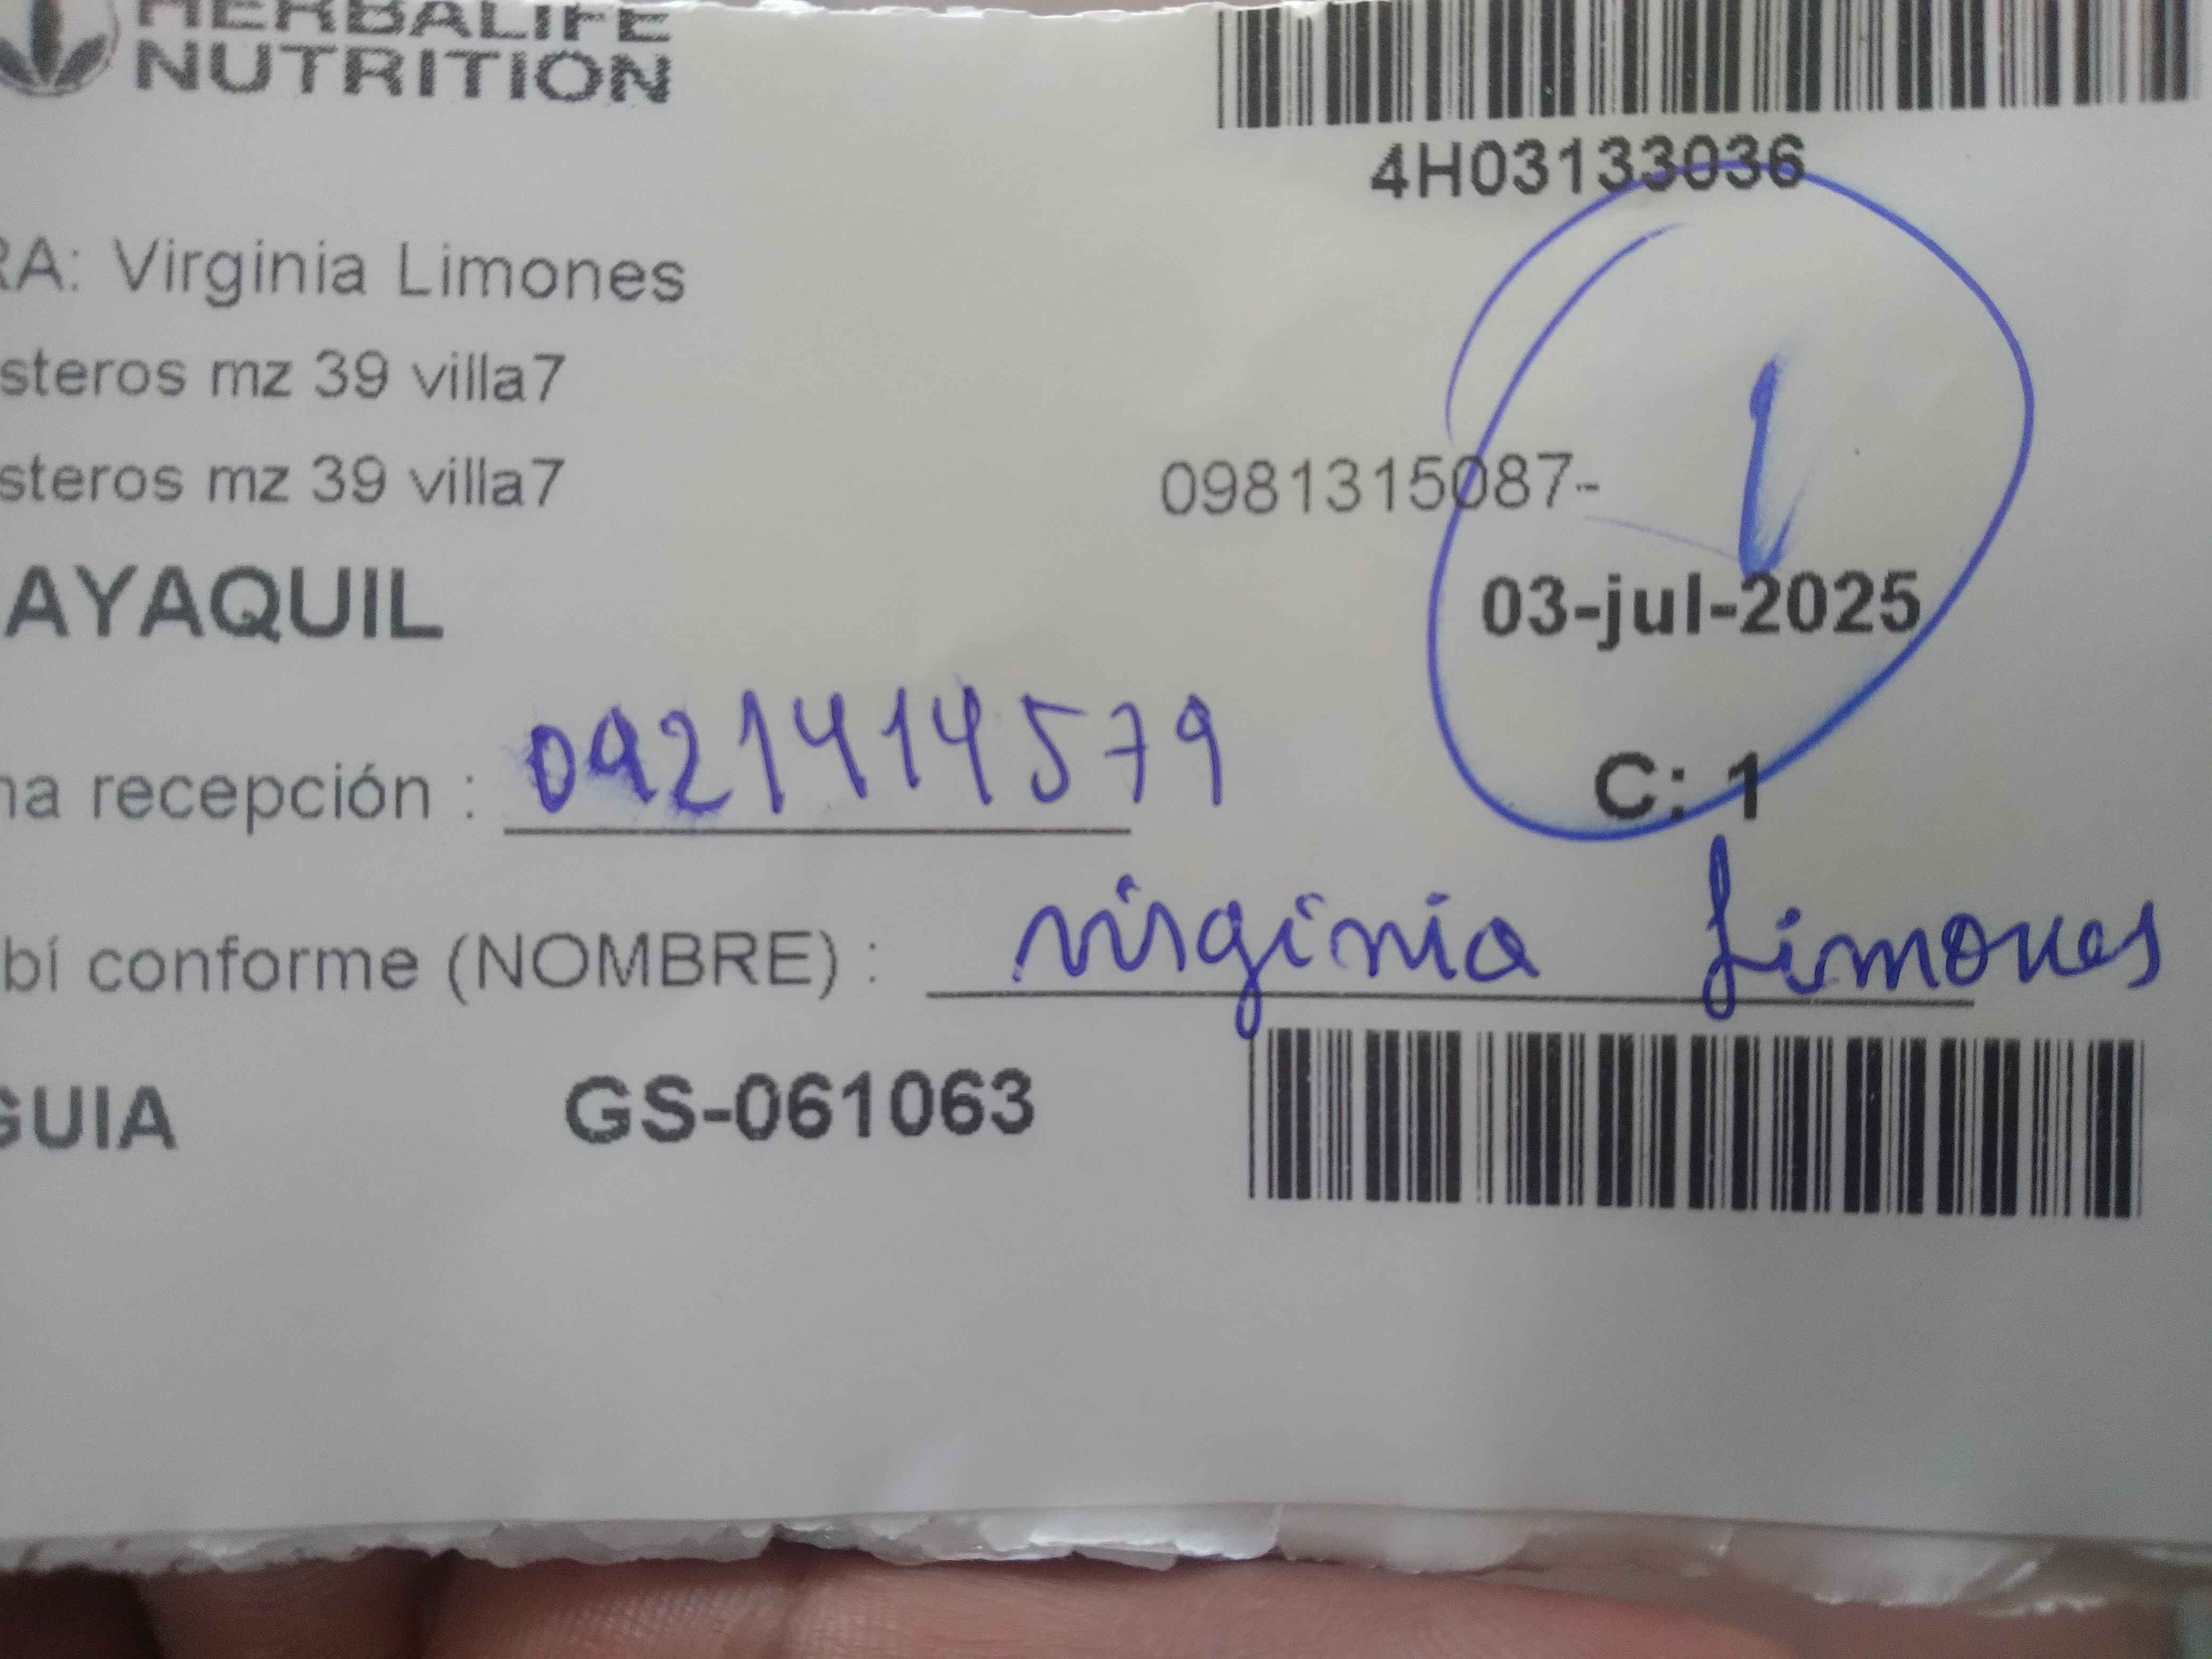 HERBALIFE
NUTRITION
4H03133036
RA: Virginia Limones
steros mz 39 villa7
steros mz 39 villa7
0981315087-
1
AYAQUIL
03-jul-2025
na recepción : 0921414579
C: 1
bí conforme (NOMBRE) : virginia Limones
GUIA GS-061063